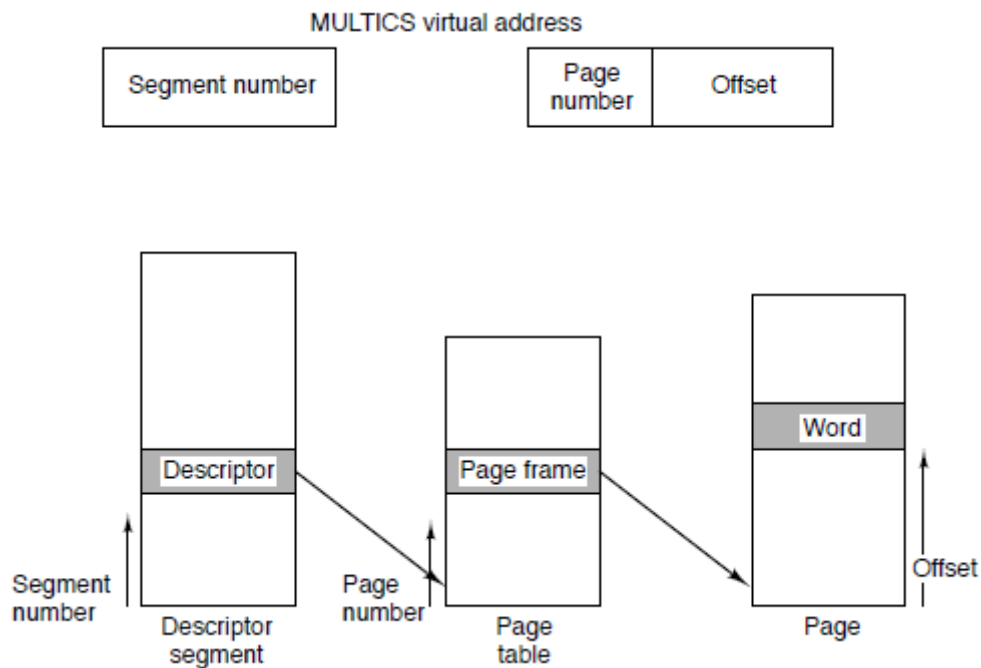 MULTICS virtual address
Segment number
Page
number
Offset
Descriptor
Page frame
Word
Segment
number
Page
number
Offset
Descriptor
segment
Page
table
Page